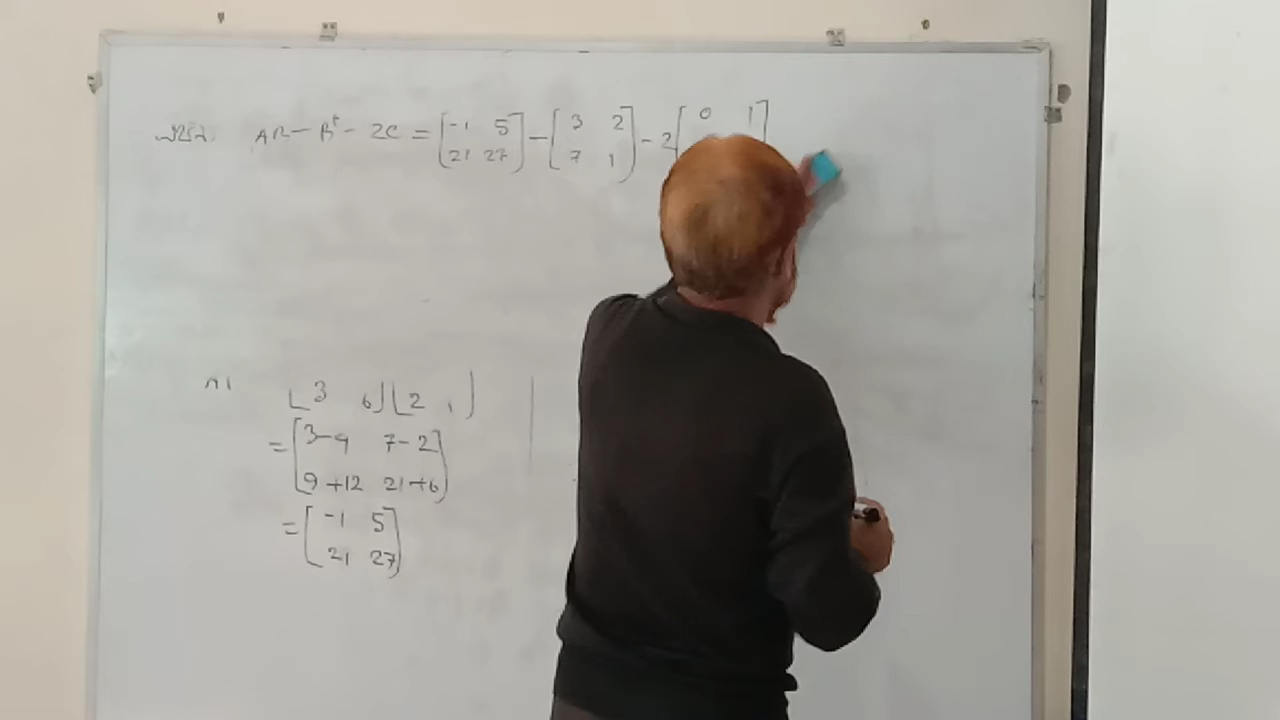 AB - B^t - 2C = [-1 5] - [3 2] - 2[0 1]
[21 27] [7 1]
[3 6][2 1]
= [3-4 7-2]
[9+12 21+6]
= [-1 5]
[21 27]